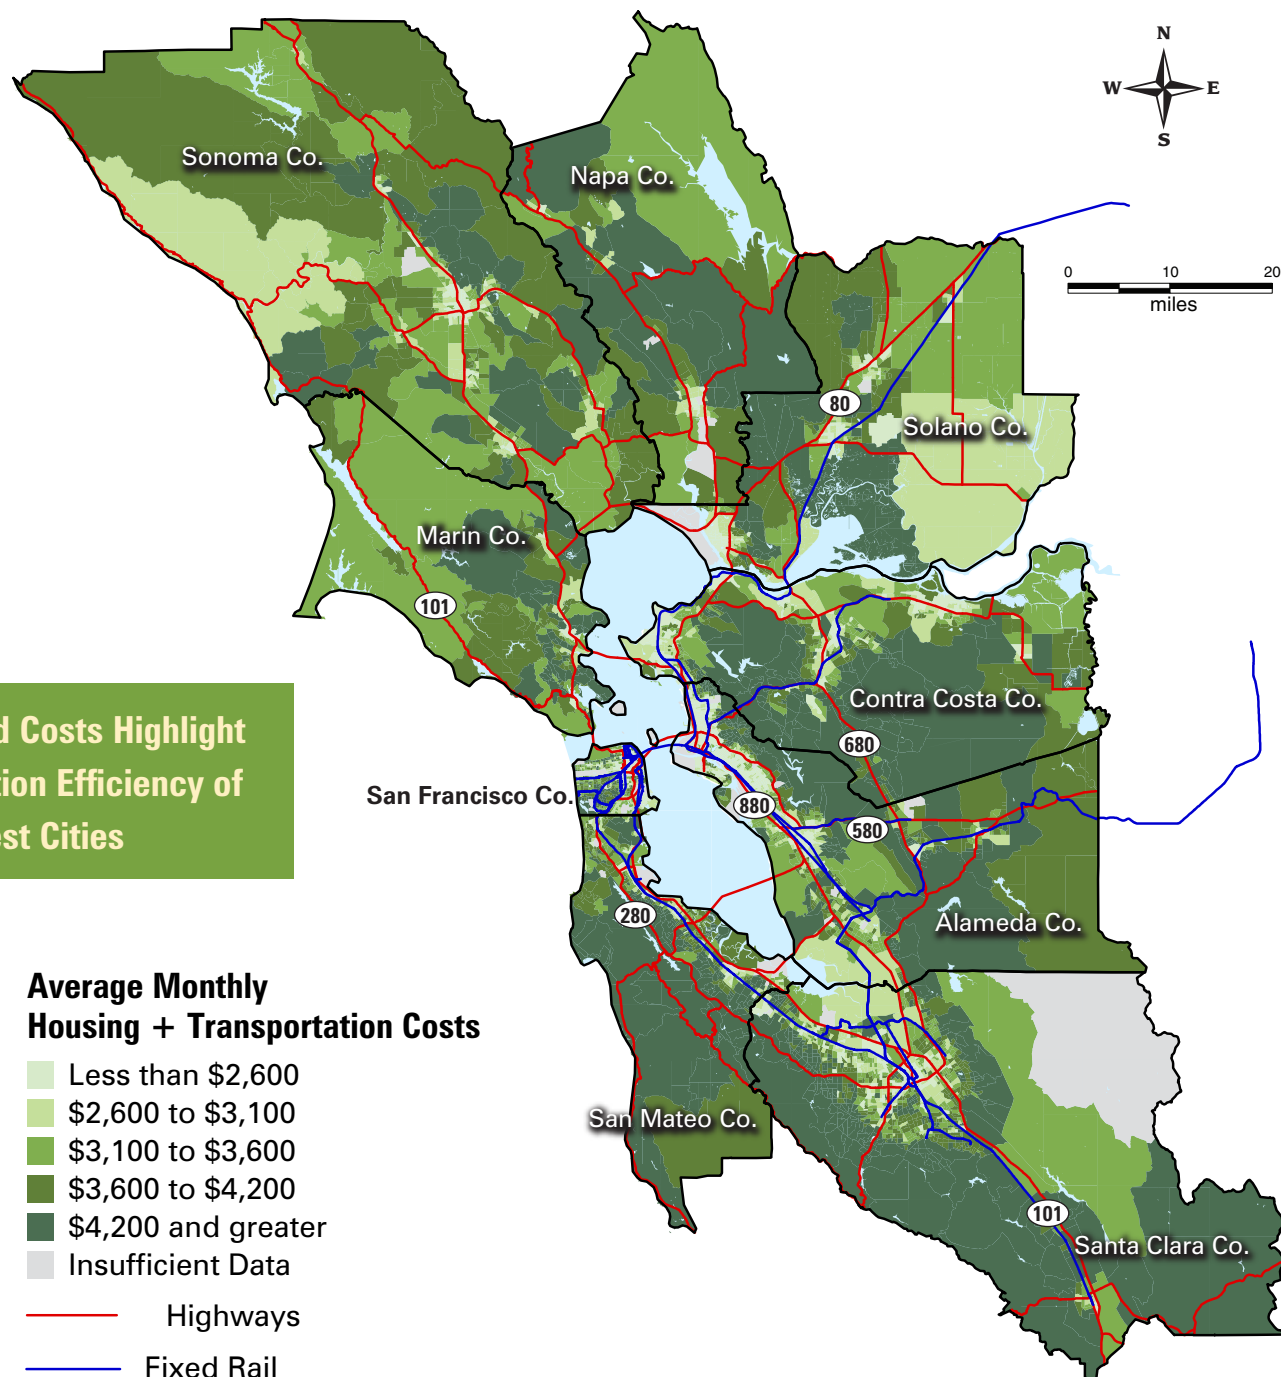 N
W E
S
Sonoma Co.
Napa Co.
0 10 20
miles
80
Solano Co.
Marin Co.
101
Contra Costa Co.
680
Costs Highlight
Efficiency of
Cities
San Francisco Co.
880
580
280
Alameda Co.
Average Monthly
Housing + Transportation Costs
Less than $2,600
$2,600 to $3,100
$3,100 to $3,600
$3,600 to $4,200
$4,200 and greater
Insufficient Data
Highways
Fixed Rail
San Mateo Co.
101
Santa Clara Co.